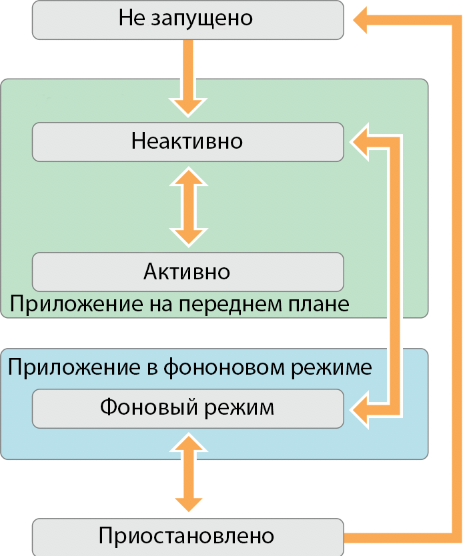 Не запущено
Неактивно
Активно
Приложение на переднем плане
Приложение в фононовом режиме
Фоновый режим
Приостановлено